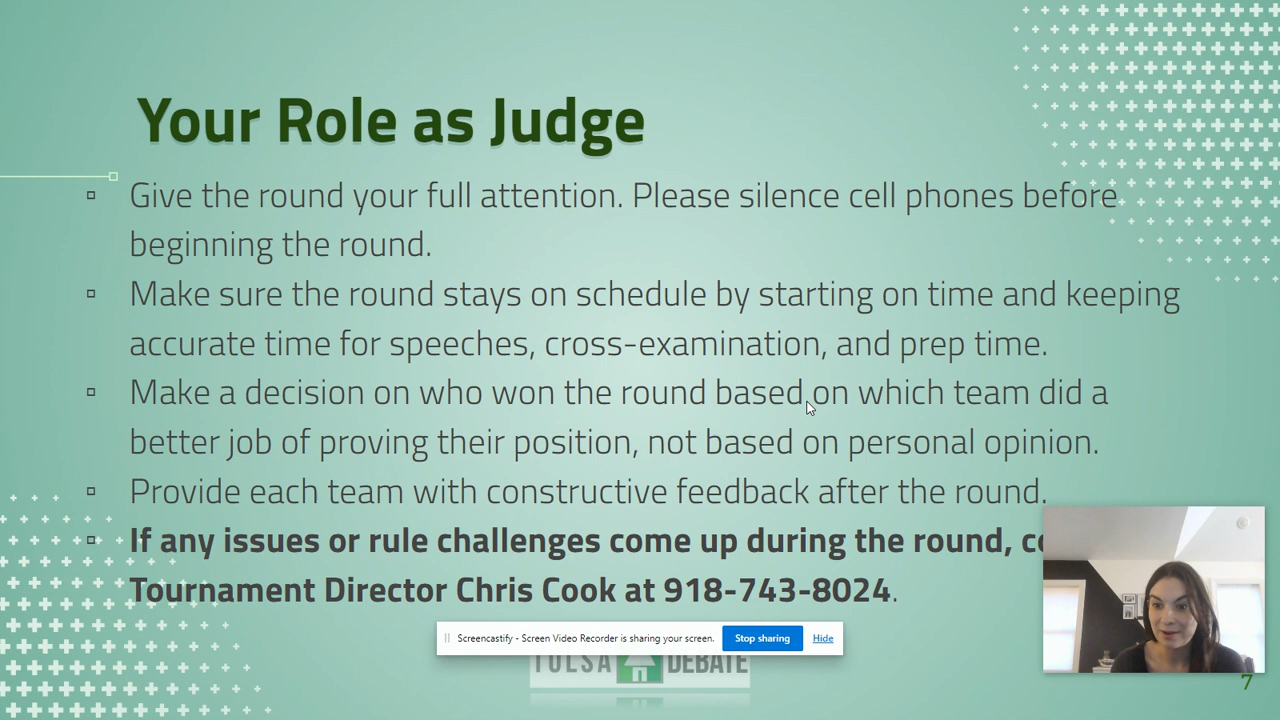 Your Role as Judge
Give the round your full attention. Please silence cell phones before
beginning the round.
Make sure the round stays on schedule by starting on time and keeping
accurate time for speeches, cross-examination, and prep time.
Make a decision on who won the round based on which team did a
better job of proving their position, not based on personal opinion.
Provide each team with constructive feedback after the round.
If any issues or rule challenges come up during the round,
Tournament Director Chris Cook at 918-743-8024.
Screencastify - Screen Video Recorder is sharing your screen.
Stop sharing
Hide
TULSA DEBATE
7